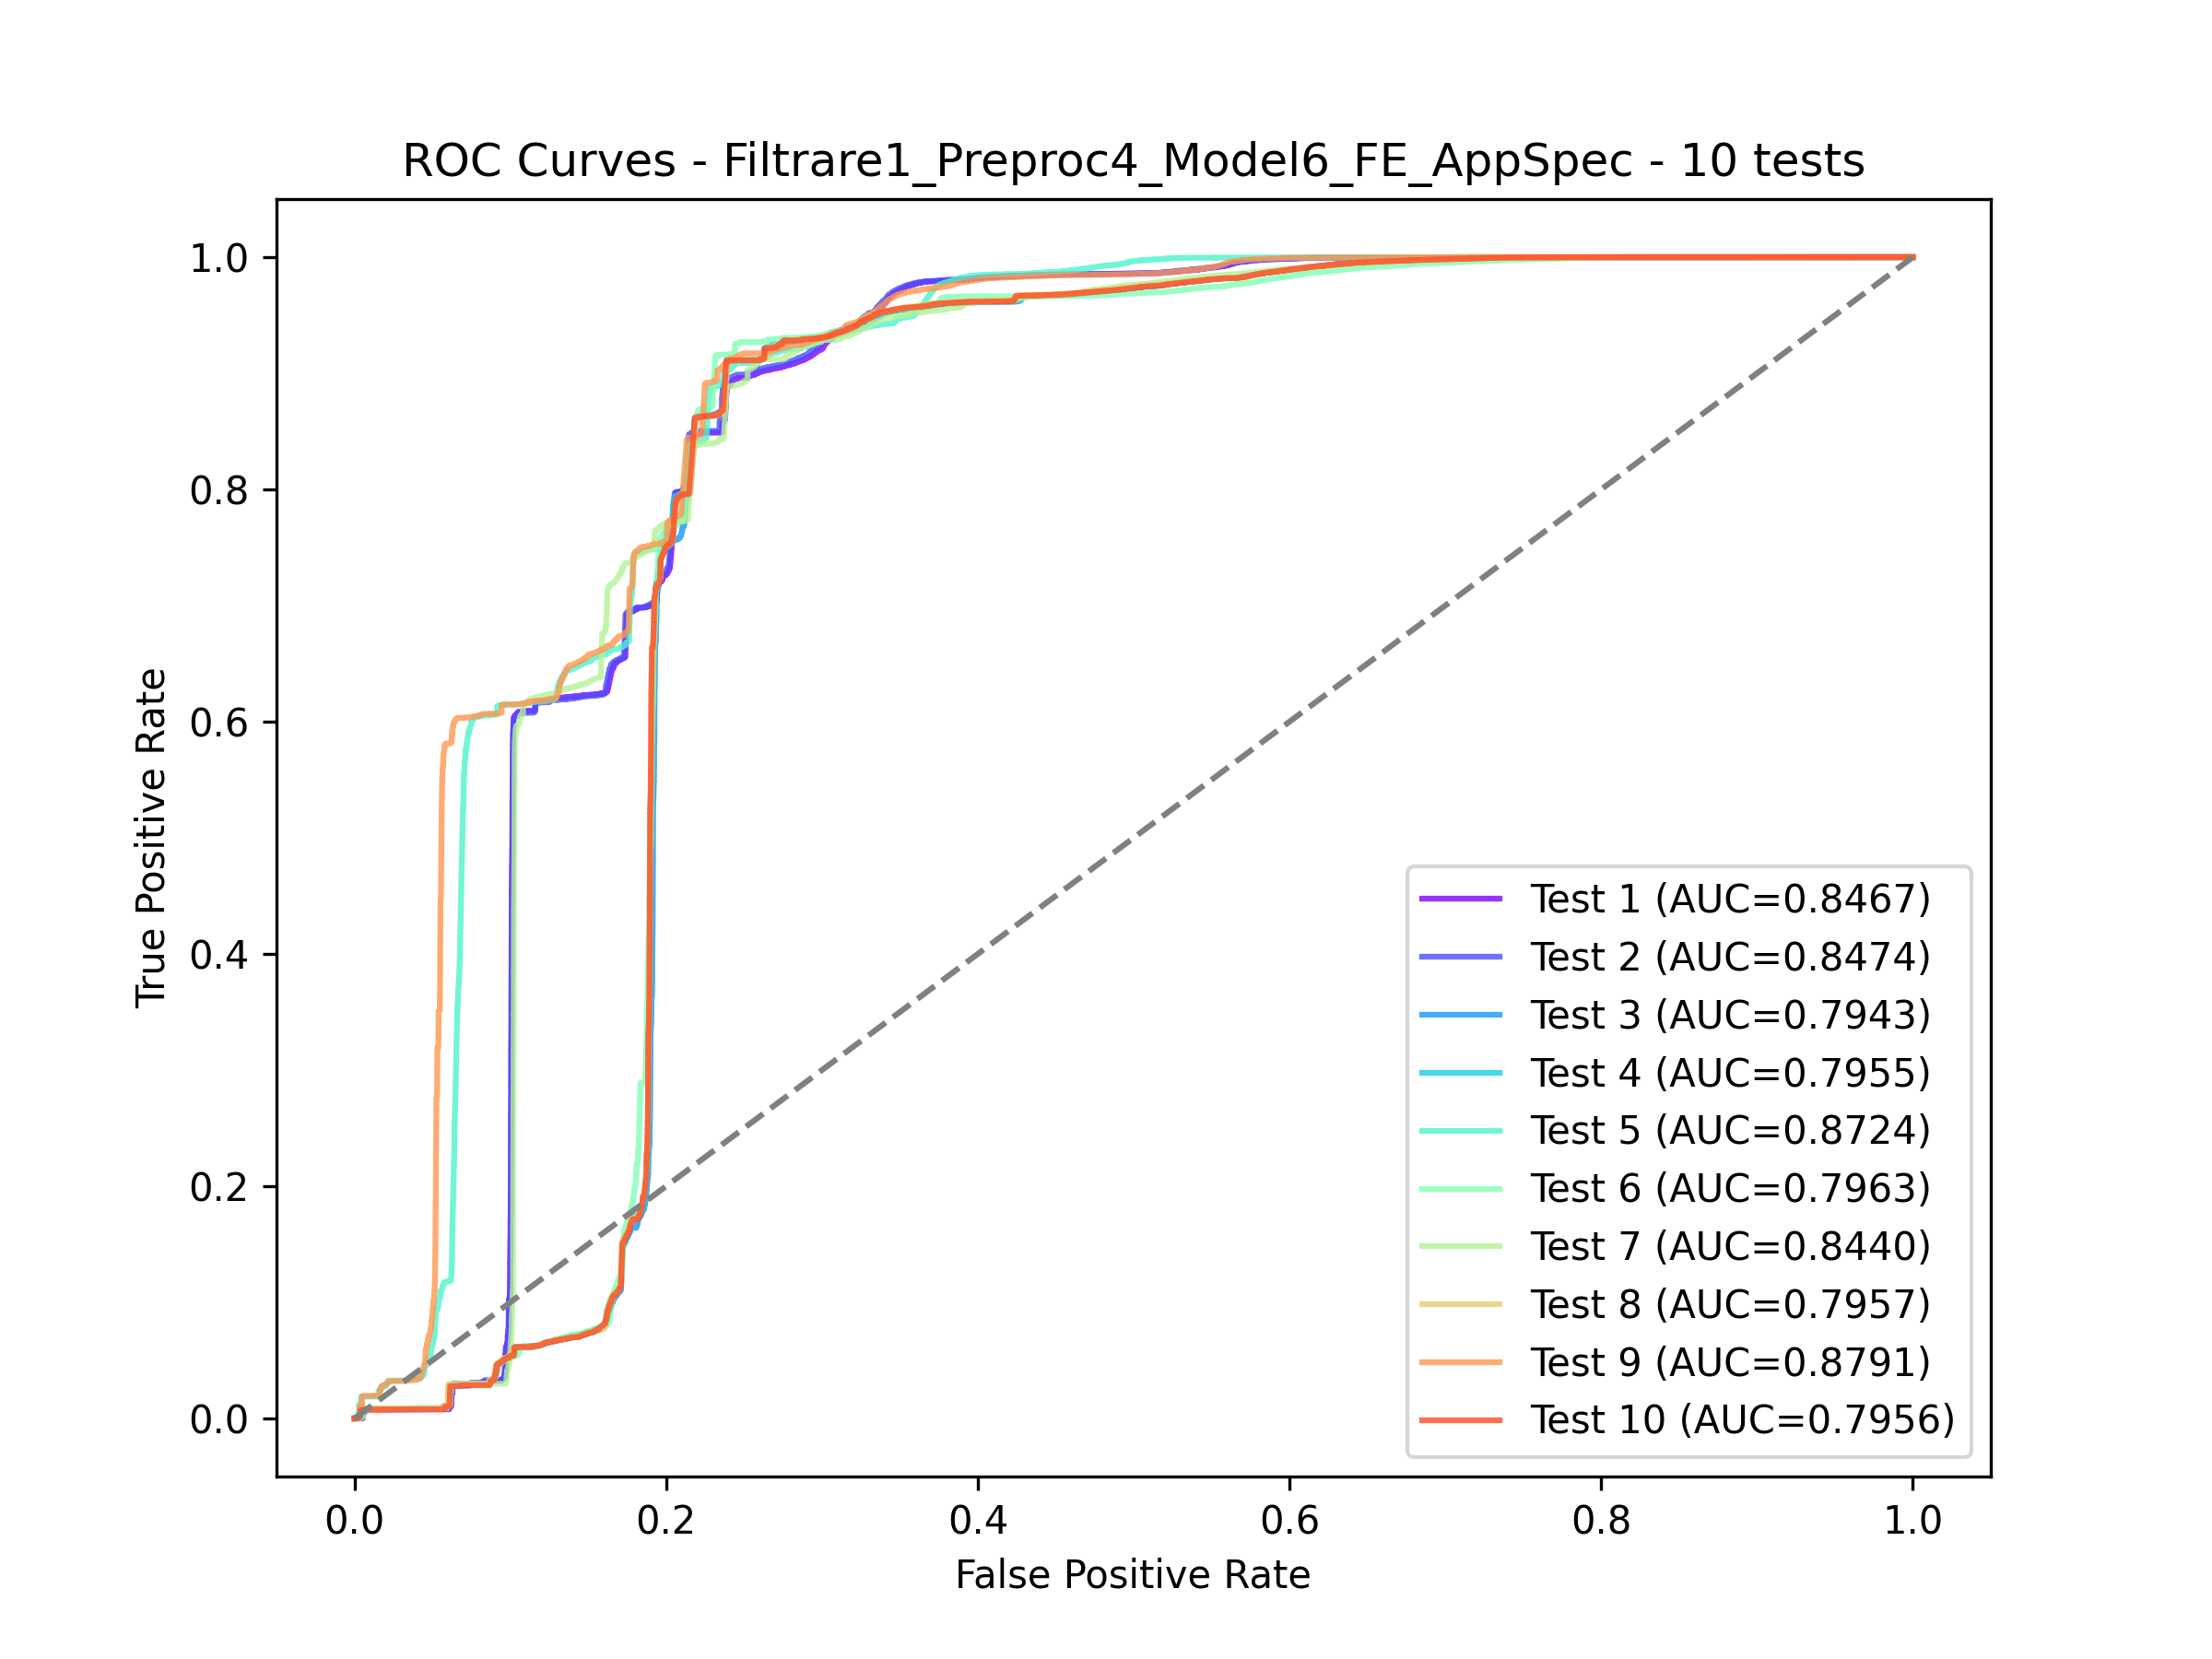 ROC Curves - Filtrare1_Preproc4_Model6_FE_AppSpec - 10 tests
1.0
0.8
0.6
0.4
0.2
0.0
True Positive Rate
Test 1 (AUC=0.8467)
Test 2 (AUC=0.8474)
Test 3 (AUC=0.7943)
Test 4 (AUC=0.7955)
Test 5 (AUC=0.8724)
Test 6 (AUC=0.7963)
Test 7 (AUC=0.8440)
Test 8 (AUC=0.7957)
Test 9 (AUC=0.8791)
Test 10 (AUC=0.7956)
0.0 0.2 0.4 0.6 0.8 1.0
False Positive Rate